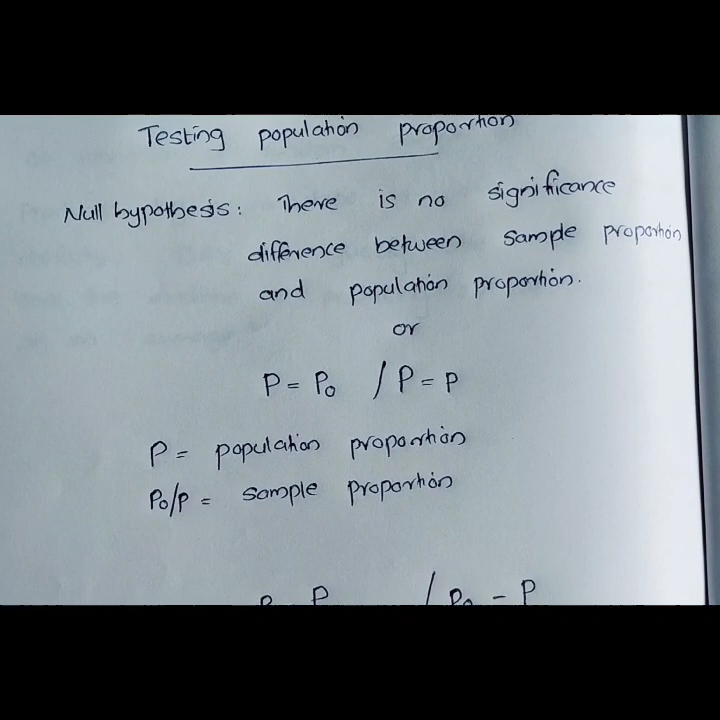 Testing population proportion
Null hypothesis: There is no significance
difference between sample proportion
and population proportion.
or
P = P₀ / P = p
P = population proportion
P₀/p = sample proportion
/ P₀ - P